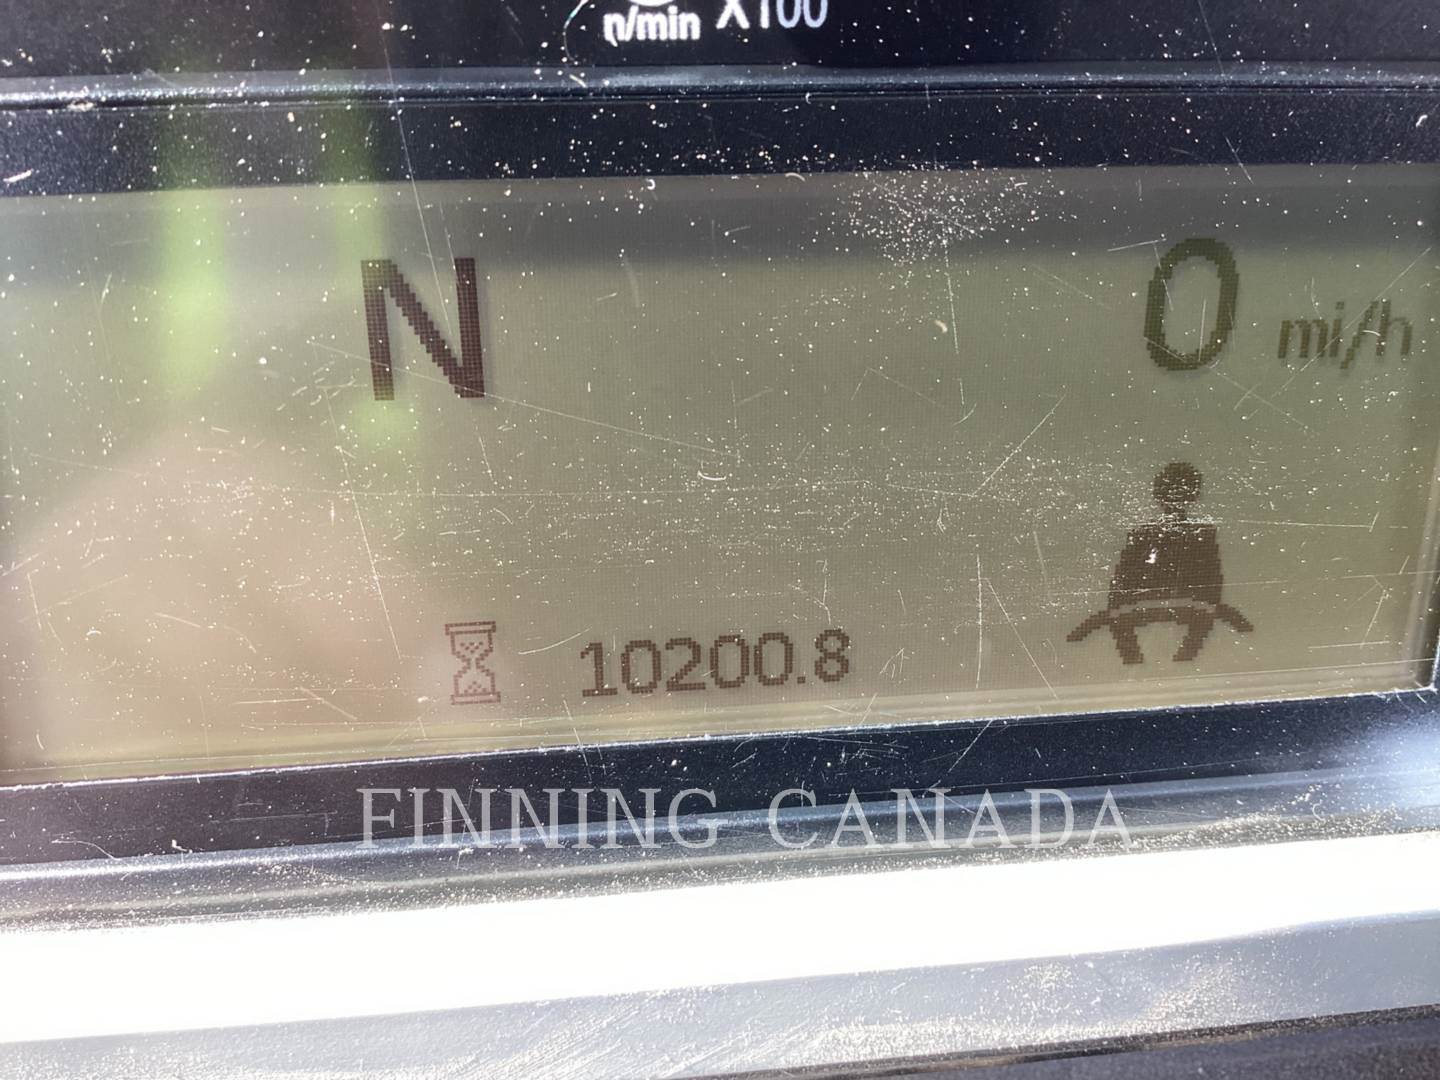 n/min X100
N 0 mi/h
10200.8
FINNING CANADA